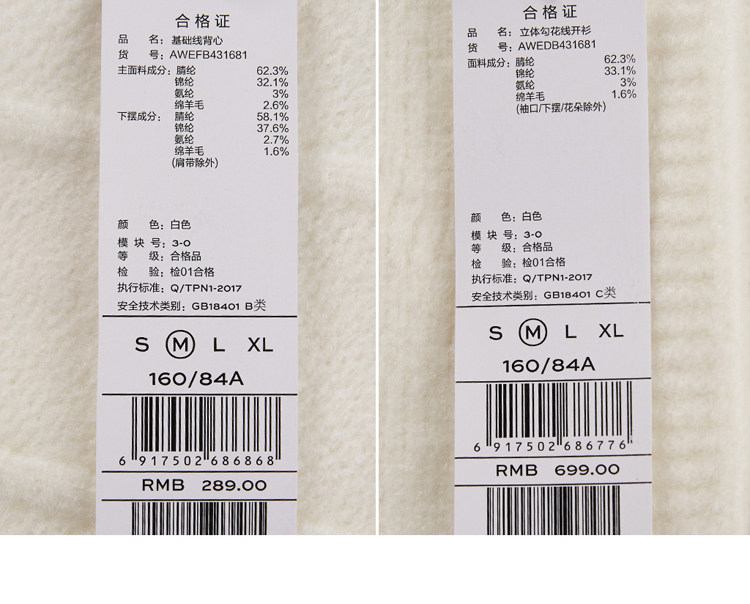 合格证
品 名：基础线背心
货 号：AWEFB431681
主面料成分：腈纶 62.3%
锦纶 32.1%
氨纶 3%
绵羊毛 2.6%
下摆成分：腈纶 58.1%
锦纶 37.6%
氨纶 2.7%
绵羊毛 1.6%
(肩带除外)
颜 色：白色
模 块 号：3-0
等 级：合格品
检 验：检01合格
执行标准：Q/TPN1-2017
安全技术类别：GB18401 B类
S M L XL
160/84A
6 917502 686868
RMB 289.00
合格证
品 名：立体勾花线开衫
货 号：AWEDB431681
面料成分：腈纶 62.3%
锦纶 33.1%
氨纶 3%
绵羊毛 1.6%
(袖口/下摆/花朵除外)
颜 色：白色
模 块 号：3-0
等 级：合格品
检 验：检01合格
执行标准：Q/TPN1-2017
安全技术类别：GB18401 C类
S M L XL
160/84A
6 917502 686776
RMB 699.00